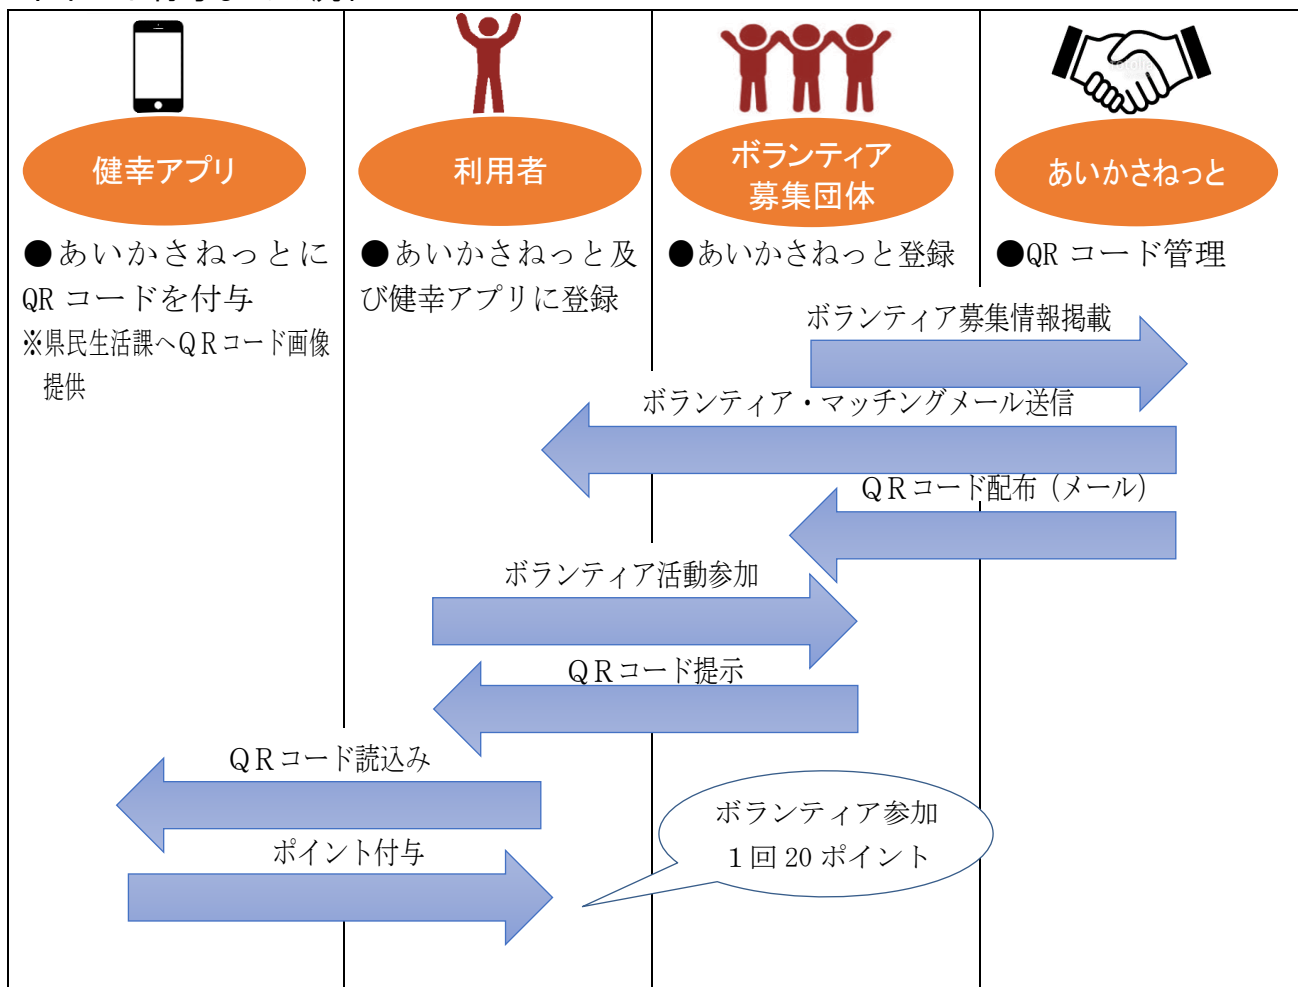 健幸アプリ
利用者
ボランティア
募集団体
あいかさねっと
●あいかさねっとに
QR コードを付与
※県民生活課へＱＲコード画像
提供
●あいかさねっと及
び健幸アプリに登録
●あいかさねっと登録
●QR コード管理
ボランティア募集情報掲載
ボランティア・マッチングメール送信
ＱＲコード配布（メール）
ボランティア活動参加
ＱＲコード提示
ＱＲコード読込み
ポイント付与
ボランティア参加
１回 20 ポイント